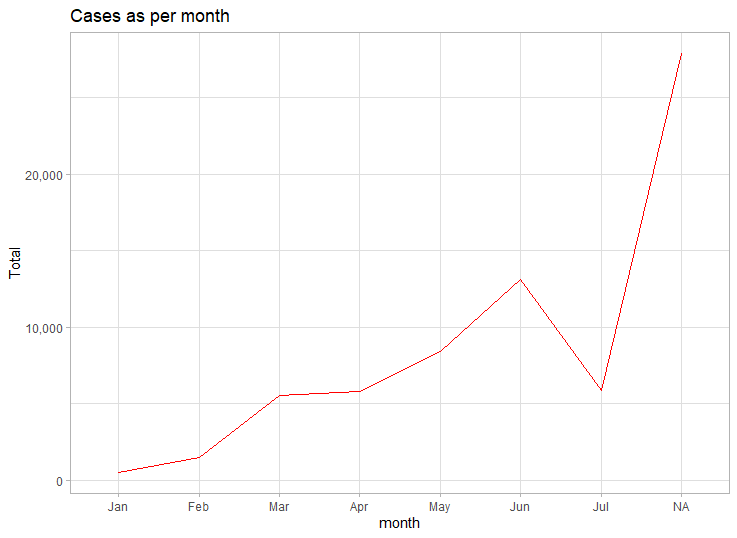 Cases as per month
Total
20,000
10,000
0
Jan Feb Mar Apr May Jun Jul NA
month